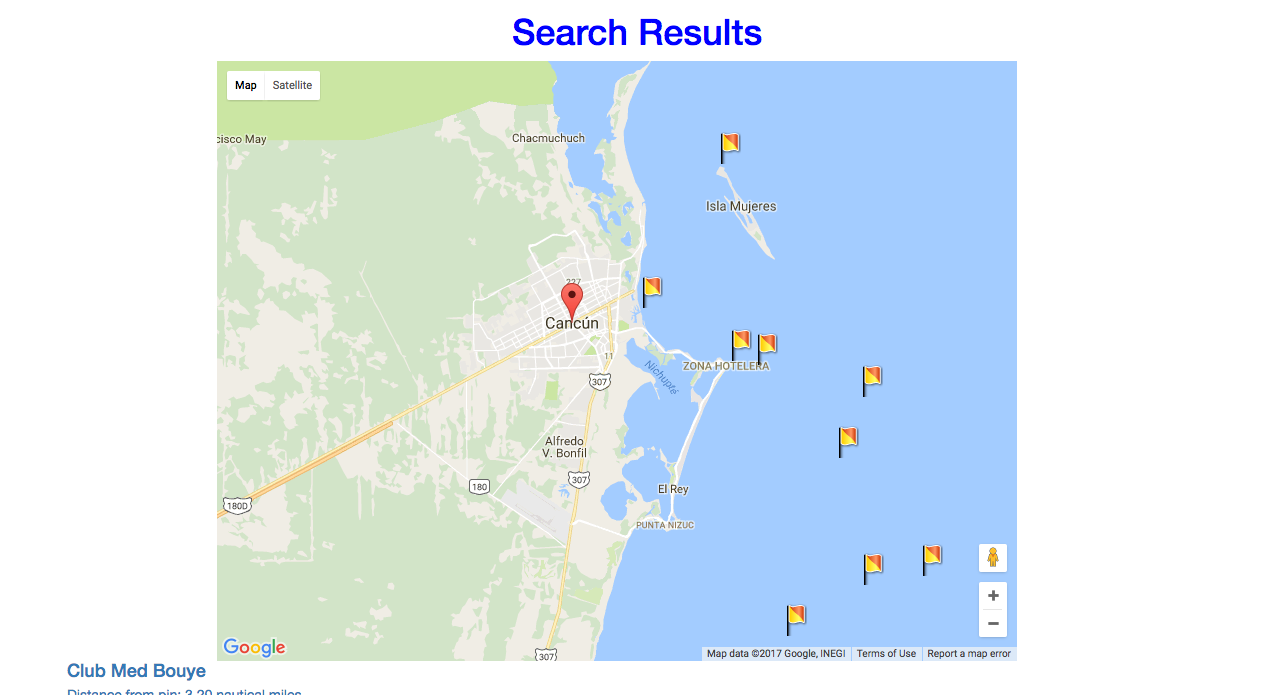 Search Results
Map Satellite
cisco May
Chacmuchuch
Isla Mujeres
227
Cancún
11
ZONA HOTELERA
Nichupté
307
Alfredo
V. Bonfil
307
180
El Rey
180D
PUNTA NIZUC
Google
307
Map data ©2017 Google, INEGI Terms of Use Report a map error
Club Med Bouye
Distance from pin: 3.20 nautical miles